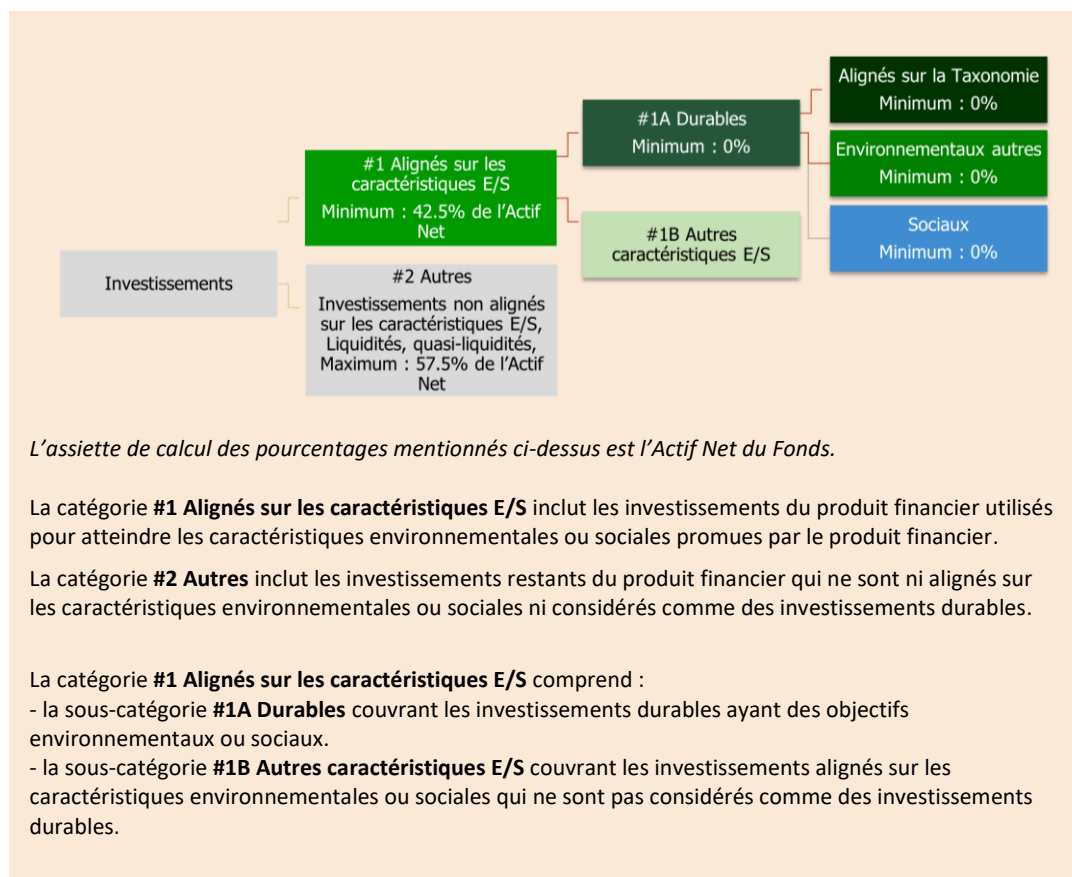 Investissements
#1 Alignés sur les
caractéristiques E/S
Minimum : 42.5% de l’Actif
Net
#2 Autres
Investissements non alignés
sur les caractéristiques E/S,
Liquidités, quasi-liquidités,
Maximum : 57.5% de l’Actif
Net
#1A Durables
Minimum : 0%
#1B Autres
caractéristiques E/S
Alignés sur la Taxonomie
Minimum : 0%
Environnementaux autres
Minimum : 0%
Sociaux
Minimum : 0%
L’assiette de calcul des pourcentages mentionnés ci-dessus est l’Actif Net du Fonds.
La catégorie #1 Alignés sur les caractéristiques E/S inclut les investissements du produit financier utilisés
pour atteindre les caractéristiques environnementales ou sociales promues par le produit financier.
La catégorie #2 Autres inclut les investissements restants du produit financier qui ne sont ni alignés sur
les caractéristiques environnementales ou sociales ni considérés comme des investissements durables.
La catégorie #1 Alignés sur les caractéristiques E/S comprend :
- la sous-catégorie #1A Durables couvrant les investissements durables ayant des objectifs
environnementaux ou sociaux.
- la sous-catégorie #1B Autres caractéristiques E/S couvrant les investissements alignés sur les
caractéristiques environnementales ou sociales qui ne sont pas considérés comme des investissements
durables.